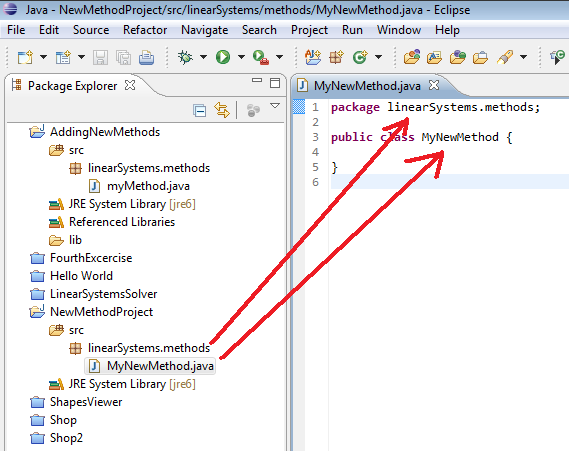 Java - NewMethodProject/src/linearSystems/methods/MyNewMethod.java - Eclipse
File Edit Source Refactor Navigate Search Project Run Window Help
Package Explorer
AddingNewMethods
src
linearSystems.methods
myMethod.java
JRE System Library [jre6]
Referenced Libraries
lib
FourthExcercise
Hello World
LinearSystemsSolver
NewMethodProject
src
linearSystems.methods
MyNewMethod.java
JRE System Library [jre6]
ShapesViewer
Shop
Shop2
MyNewMethod.java
1 package linearSystems.methods;
2
3 public class MyNewMethod {
4
5 }
6